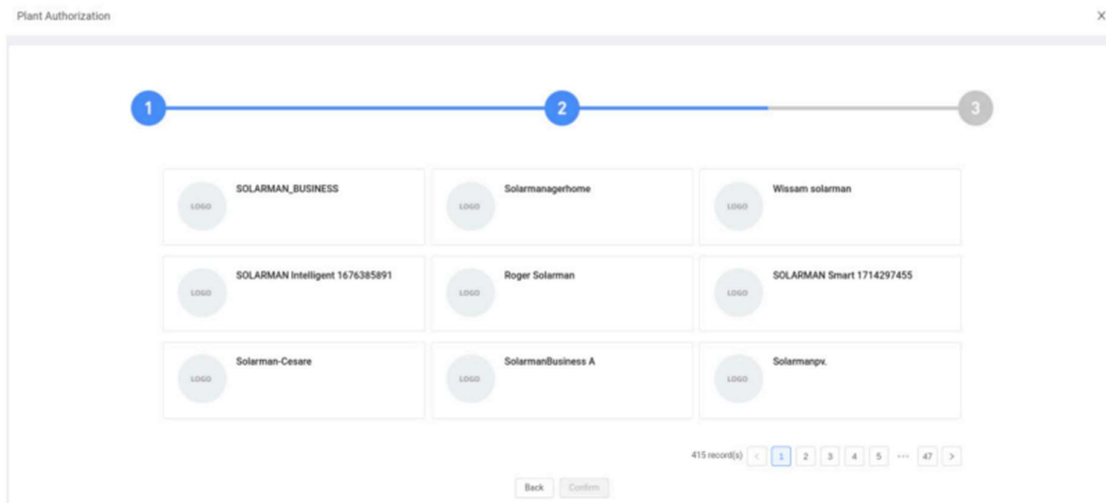 Plant Authorization X
1 2 3
LOGO SOLARMAN_BUSINESS
LOGO Solarmanagerhome
LOGO Wissam solarman
LOGO SOLARMAN Intelligent 1676385891
LOGO Roger Solarman
LOGO SOLARMAN Smart 1714297455
LOGO Solarman-Cesare
LOGO SolarmanBusiness A
LOGO Solarmanpv.
415 record(s) < 1 2 3 4 5 ••• 47 >
Back Confirm